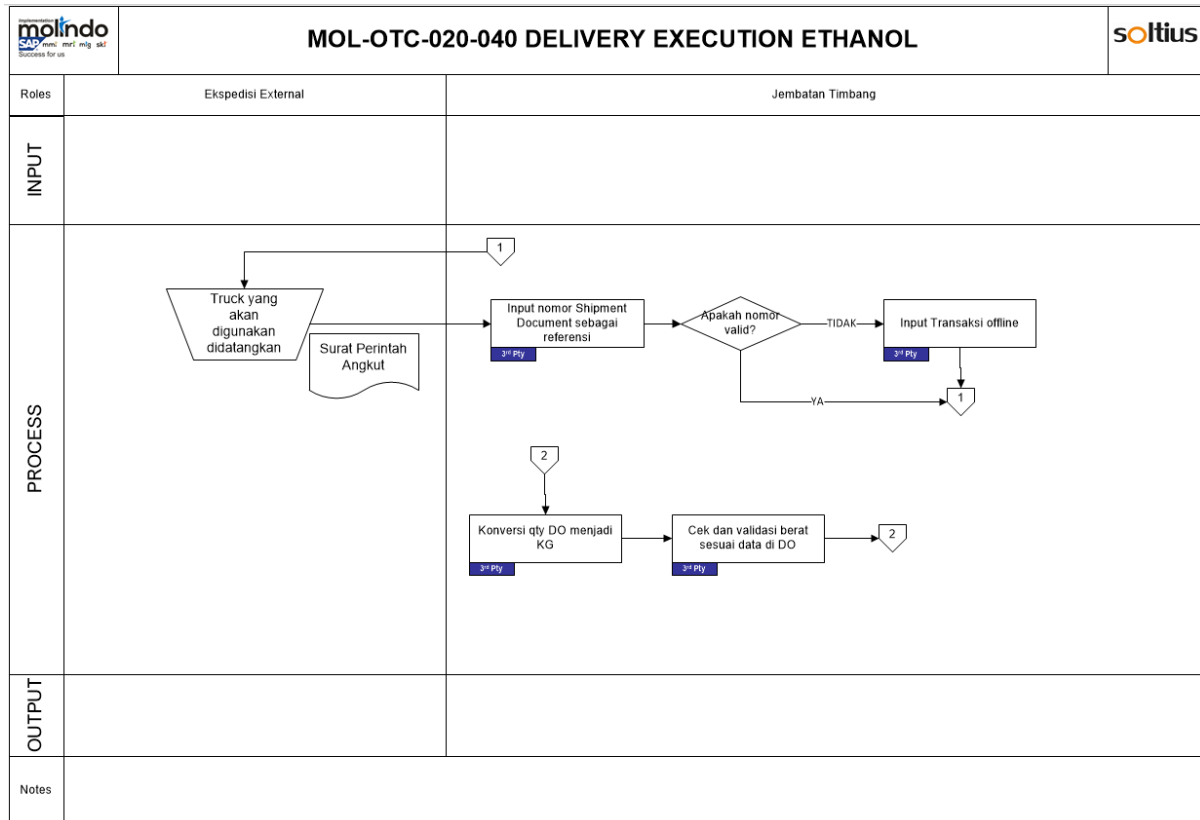 Implementation
molindo
SAP mmi mri mlg ski
Success for us
MOL-OTC-020-040 DELIVERY EXECUTION ETHANOL
soltius
Roles
Ekspedisi External
Jembatan Timbang
INPUT
PROCESS
1
Truck yang
akan
digunakan
didatangkan
Surat Perintah
Angkut
Input nomor Shipment
Document sebagai
referensi
3rd Pty
Apakah nomor
valid?
TIDAK
Input Transaksi offline
3rd Pty
YA
1
2
Konversi qty DO menjadi
KG
3rd Pty
Cek dan validasi berat
sesuai data di DO
3rd Pty
2
OUTPUT
Notes